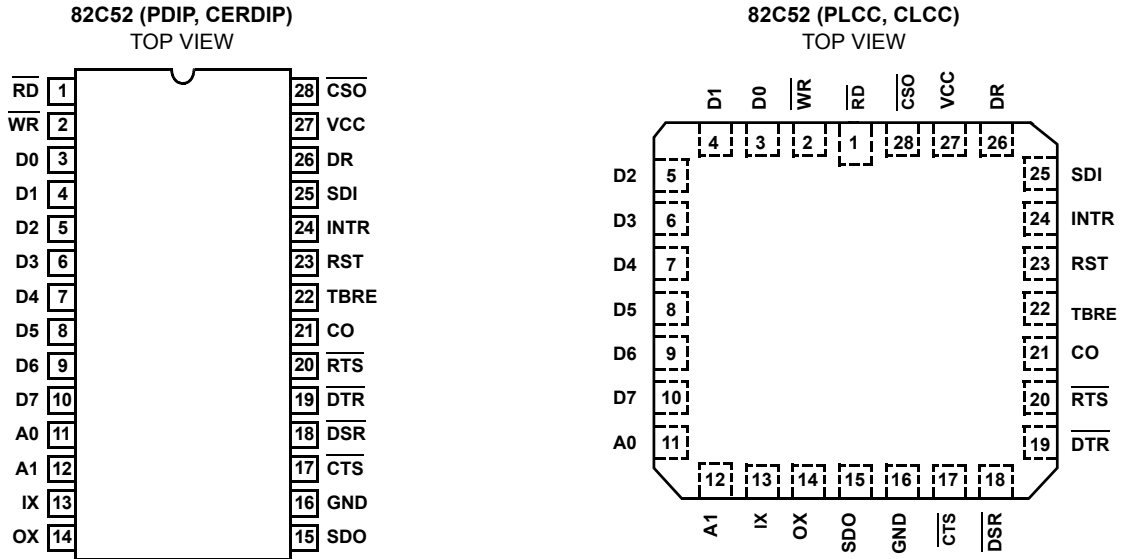 82C52 (PDIP, CERDIP)
TOP VIEW
RD 1
WR 2
D0 3
D1 4
D2 5
D3 6
D4 7
D5 8
D6 9
D7 10
A0 11
A1 12
IX 13
OX 14
28 CSO
27 VCC
26 DR
25 SDI
24 INTR
23 RST
22 TBRE
21 CO
20 RTS
19 DTR
18 DSR
17 CTS
16 GND
15 SDO
82C52 (PLCC, CLCC)
TOP VIEW
D1 D0 WR RD CSO VCC DR
4 3 2 1 28 27 26
D2 5
D3 6
D4 7
D5 8
D6 9
D7 10
A0 11
25 SDI
24 INTR
23 RST
22 TBRE
21 CO
20 RTS
19 DTR
12 13 14 15 16 17 18
A1 IX OX SDO GND CTS DSR